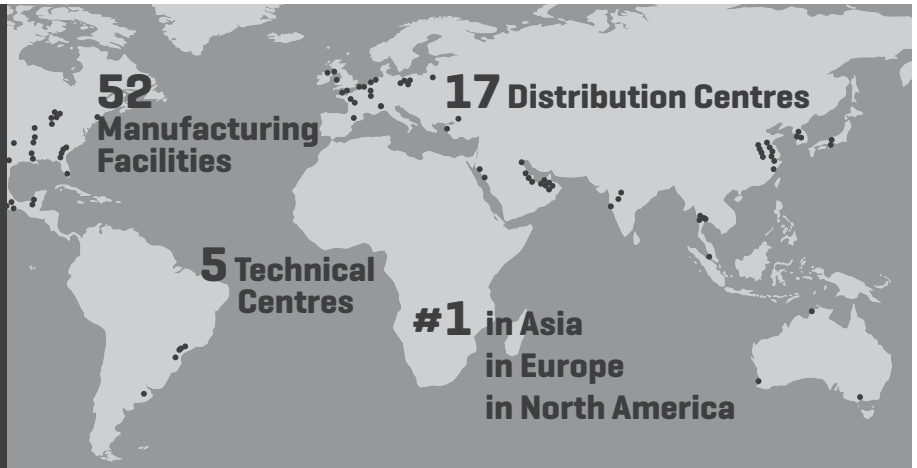 52
Manufacturing
Facilities
17 Distribution Centres
5 Technical
Centres
#1 in Asia
in Europe
in North America